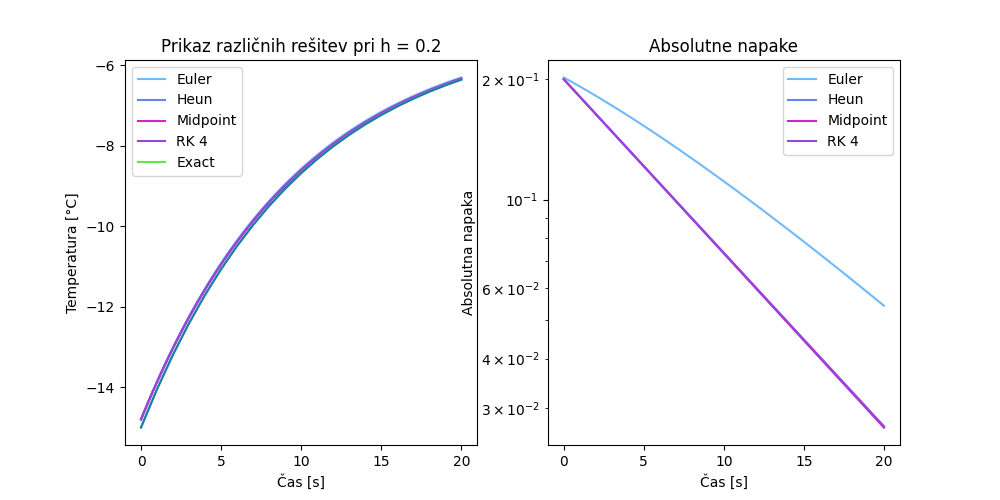 Prikaz različnih rešitev pri h = 0.2
Temperatura [°C]
−6
−8
−10
−12
−14
Euler
Heun
Midpoint
RK 4
Exact
0 5 10 15 20
Čas [s]
Absolutne napake
Absolutna napaka
2 × 10⁻¹
10⁻¹
6 × 10⁻²
4 × 10⁻²
3 × 10⁻²
Euler
Heun
Midpoint
RK 4
0 5 10 15 20
Čas [s]